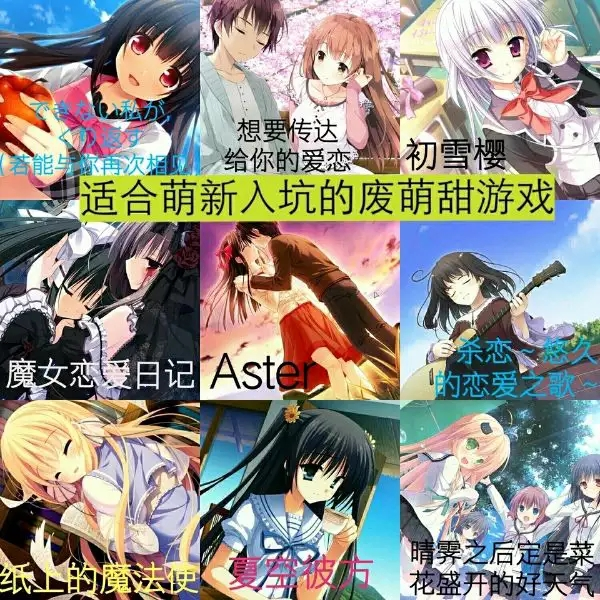 できない私が、
くり返す
（若能与你再次相见）
想要传达
给你的爱恋
初雪樱
适合萌新入坑的废萌甜游戏
魔女恋爱日记
Aster
杀恋～悠久
的恋爱之歌～
纸上的魔法使
夏空彼方
晴霁之后定是菜
花盛开的好天气